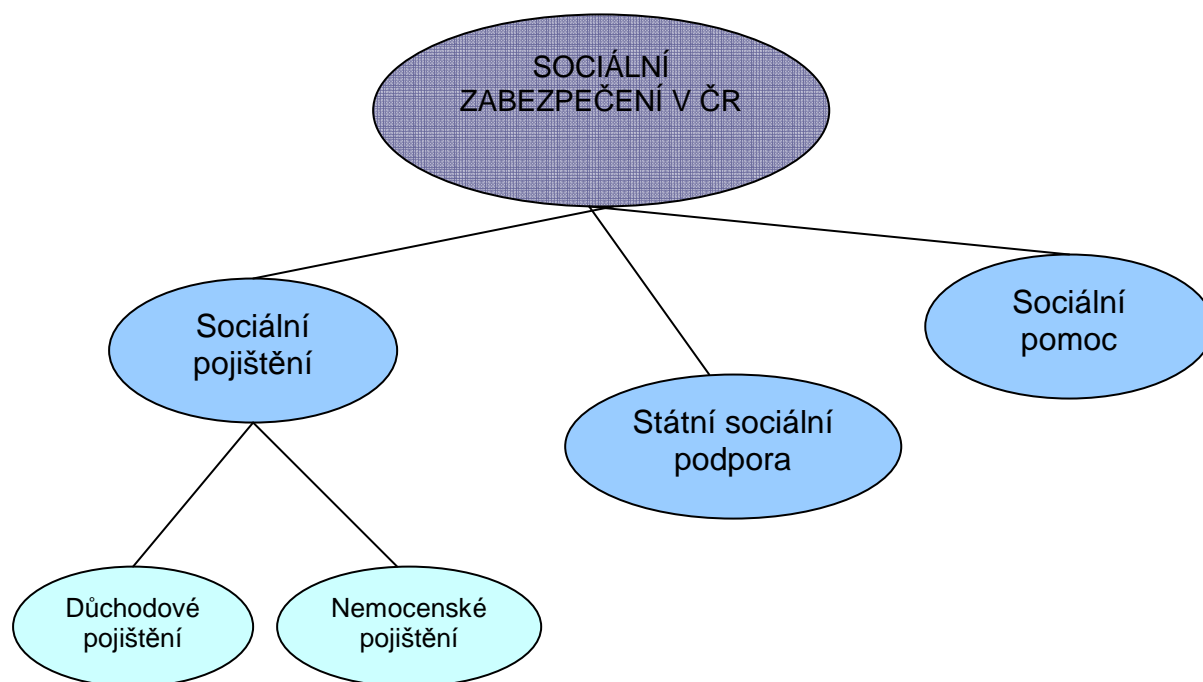 SOCIÁLNÍ
ZABEZPEČENÍ V ČR
Sociální
pojištění
Sociální
pomoc
Státní sociální
podpora
Důchodové
pojištění
Nemocenské
pojištění